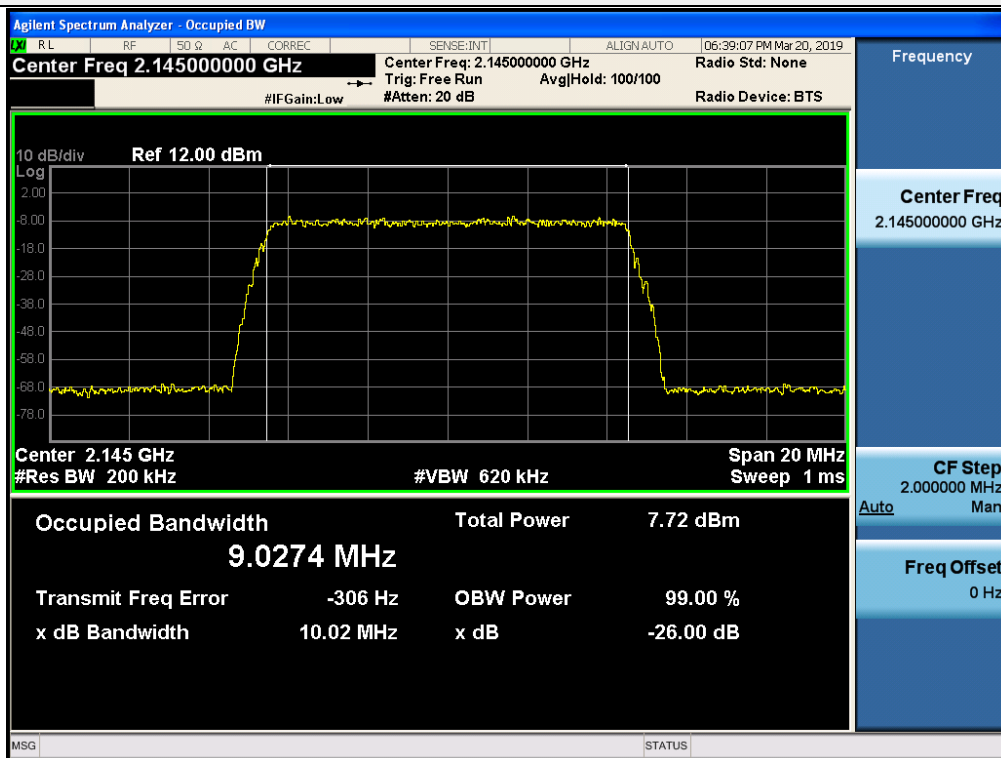 Agilent Spectrum Analyzer - Occupied BW
LXI RL RF 50 Ω AC CORREC SENSE:INT ALIGN AUTO 06:39:07 PM Mar 20, 2019
Center Freq 2.145000000 GHz
Center Freq: 2.145000000 GHz
Radio Std: None
Trig: Free Run Avg|Hold: 100/100
#IFGain:Low
#Atten: 20 dB
Radio Device: BTS
10 dB/div Ref 12.00 dBm
Log
2.00
-8.00
-18.0
-28.0
-38.0
-48.0
-58.0
-68.0
-78.0
Center 2.145 GHz Span 20 MHz
#Res BW 200 kHz #VBW 620 kHz Sweep 1 ms
Occupied Bandwidth Total Power 7.72 dBm
9.0274 MHz
Transmit Freq Error -306 Hz OBW Power 99.00 %
x dB Bandwidth 10.02 MHz x dB -26.00 dB
Frequency
Center Freq
2.145000000 GHz
CF Step
2.000000 MHz
Auto Man
Freq Offset
0 Hz
MSG STATUS